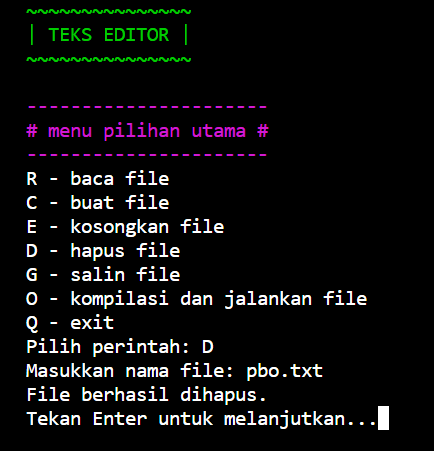 ~~~~~~~~~~~~~~~
| TEKS EDITOR |
~~~~~~~~~~~~~~~
----------------------
# menu pilihan utama #
----------------------
R - baca file
C - buat file
E - kosongkan file
D - hapus file
G - salin file
O - kompilasi dan jalankan file
Q - exit
Pilih perintah: D
Masukkan nama file: pbo.txt
File berhasil dihapus.
Tekan Enter untuk melanjutkan...